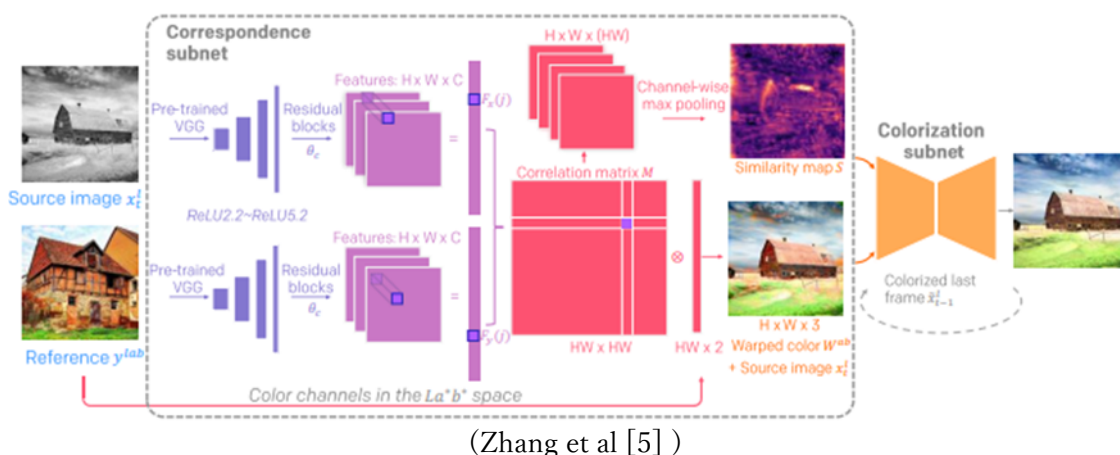 Correspondence
subnet
H x W x (HW)
Features: H x W x C
Pre-trained
VGG
Residual
blocks
θc
Fx(j)
=
Channel-wise
max pooling
Correlation matrix M
Similarity map S
Colorization
subnet
Source image x_t^l
ReLU2.2~ReLU5.2
Features: H x W x C
Pre-trained
VGG
Residual
blocks
θc
=
Fy(j)
⊗
Colorized last
frame x̃_{t-1}^l
Reference y^lab
HW x HW
HW x 2
H x W x 3
Warped color W^ab
+ Source image x_t^l
Color channels in the La*b* space
(Zhang et al [5] )